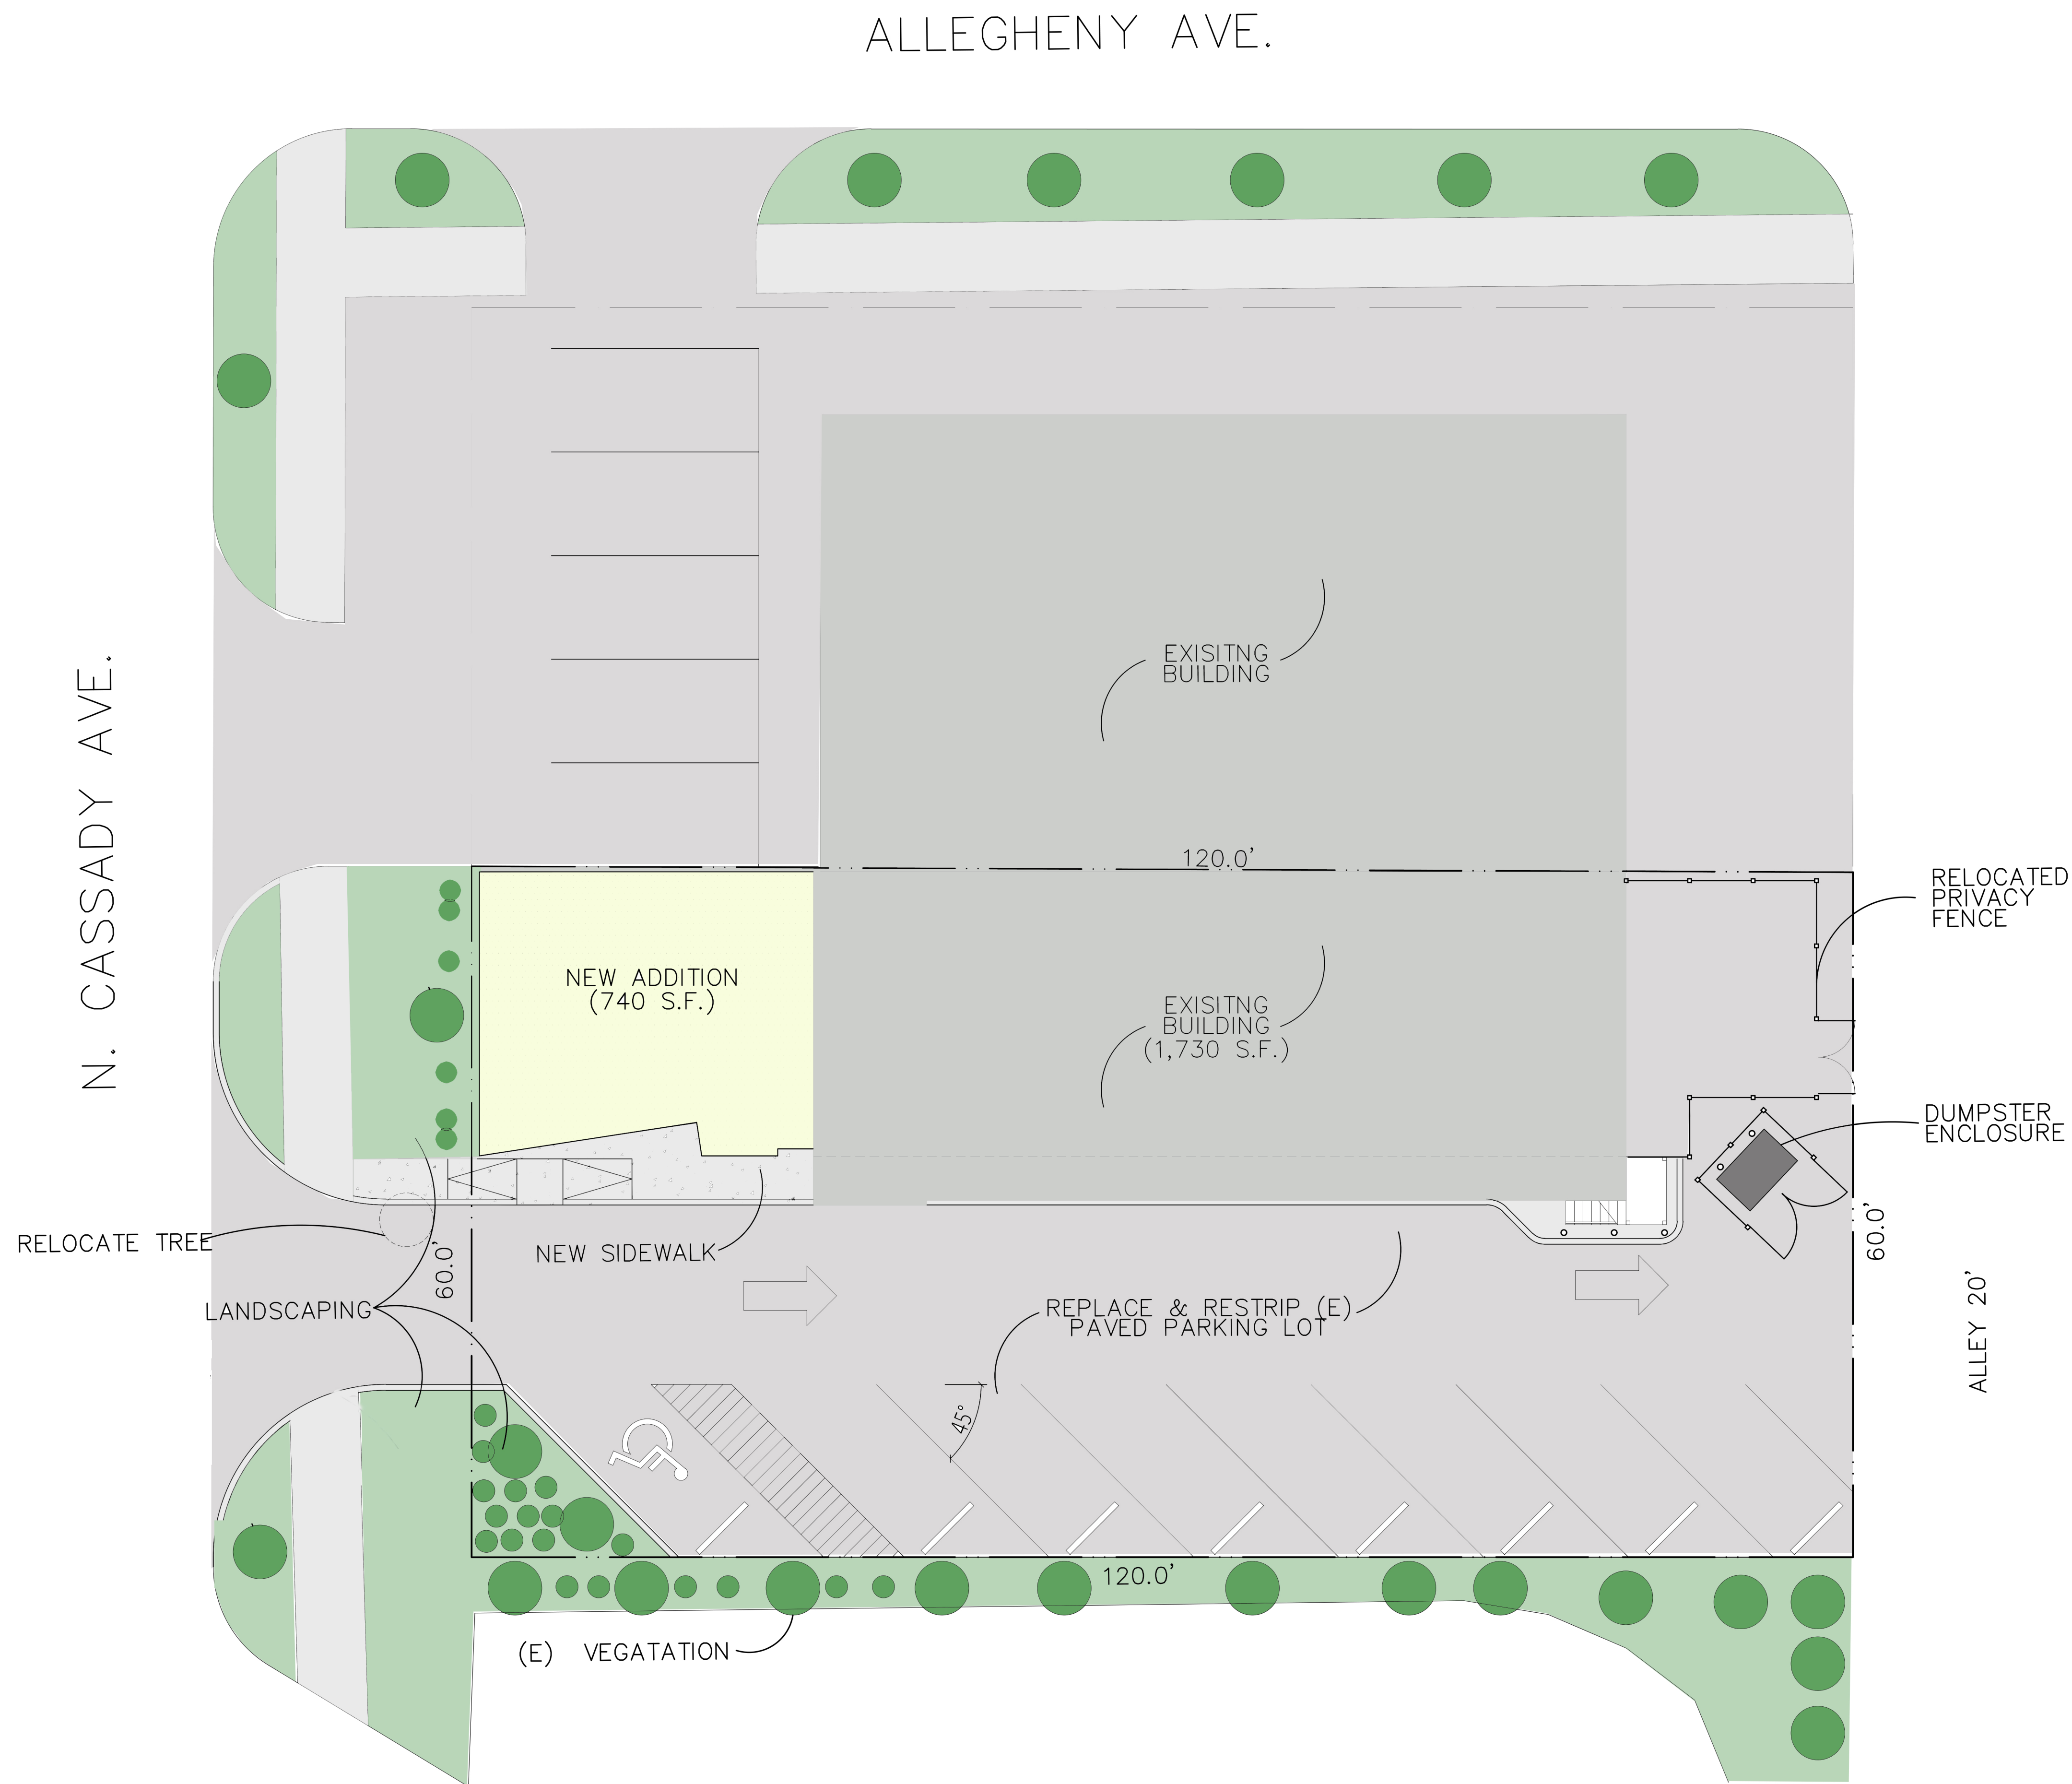 ALLEGHENY AVE.
N. CASSADY AVE.
EXISITNG
BUILDING
120.0'
RELOCATED
PRIVACY
FENCE
NEW ADDITION
(740 S.F.)
EXISITNG
BUILDING
(1,730 S.F.)
DUMPSTER
ENCLOSURE
RELOCATE TREE
60.0'
NEW SIDEWALK
60.0'
LANDSCAPING
REPLACE & RESTRIP (E)
PAVED PARKING LOT
ALLEY 20'
45°
120.0'
(E) VEGATATION